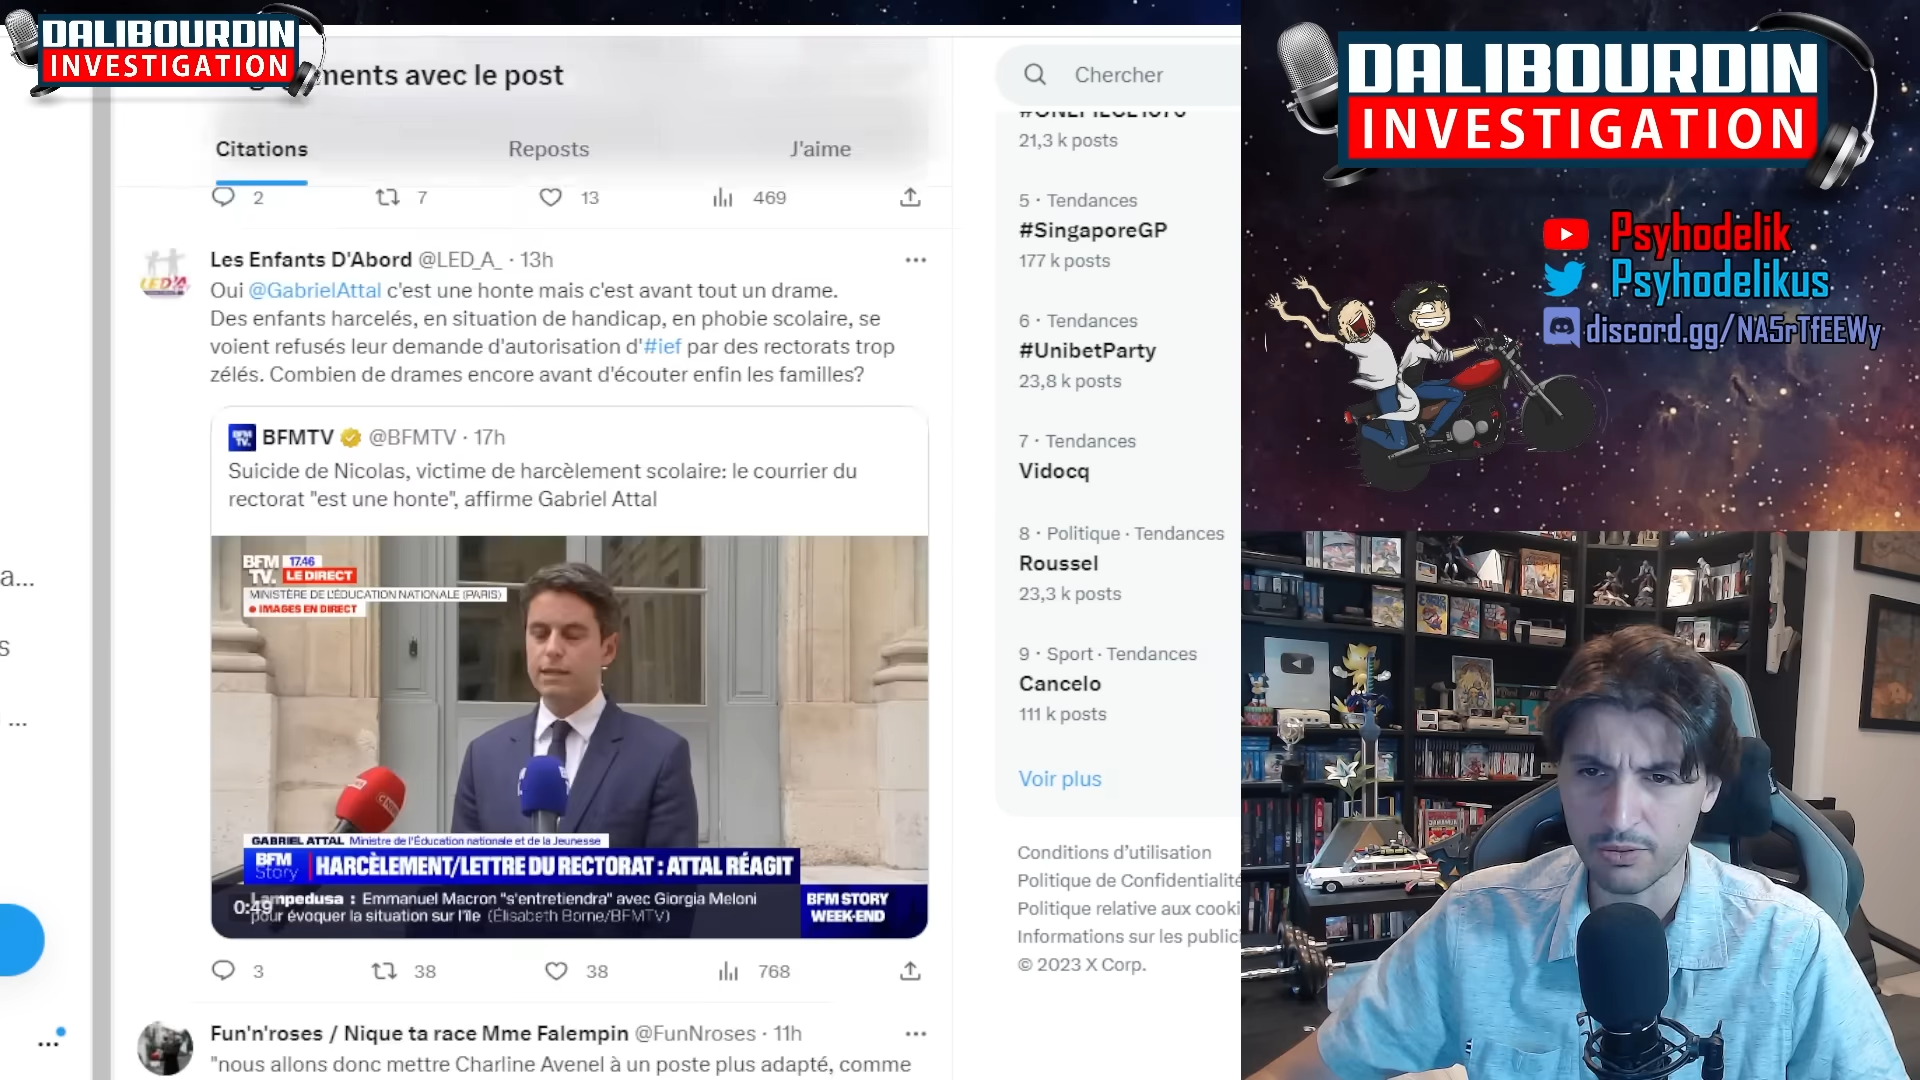 DALIBOURDIN
INVESTIGATION
ments avec le post
Citations
Reposts
J'aime
2
7
13
469
Les Enfants D'Abord @LED_A_ · 13h
Oui @GabrielAttal c'est une honte mais c'est avant tout un drame.
Des enfants harcelés, en situation de handicap, en phobie scolaire, se
voient refusés leur demande d'autorisation d'#ief par des rectorats trop
zélés. Combien de drames encore avant d'écouter enfin les familles?
BFMTV @BFMTV · 17h
Suicide de Nicolas, victime de harcèlement scolaire: le courrier du
rectorat "est une honte", affirme Gabriel Attal
BFM
TV.
17.46
LE DIRECT
MINISTÈRE DE L'ÉDUCATION NATIONALE (PARIS)
IMAGES EN DIRECT
GABRIEL ATTAL Ministre de l'Éducation nationale et de la Jeunesse
BFM
Story
HARCÈLEMENT/LETTRE DU RECTORAT : ATTAL RÉAGIT
0:49
Lampedusa : Emmanuel Macron "s'entretiendra" avec Giorgia Meloni
pour évoquer la situation sur l'île (Élisabeth Borne/BFMTV)
BFM STORY
WEEK-END
3
38
38
768
Fun'n'roses / Nique ta race Mme Falempin @FunNroses · 11h
"nous allons donc mettre Charline Avenel à un poste plus adapté, comme
a...
s
...
Chercher
21,3 k posts
5 · Tendances
#SingaporeGP
177 k posts
6 · Tendances
#UnibetParty
23,8 k posts
7 · Tendances
Vidocq
8 · Politique · Tendances
Roussel
23,3 k posts
9 · Sport · Tendances
Cancelo
111 k posts
Voir plus
Conditions d'utilisation
Politique de Confidentialité
Politique relative aux cooki
Informations sur les publici
© 2023 X Corp.
DALIBOURDIN
INVESTIGATION
Psyhodelik
Psyhodelikus
discord.gg/NA5rTfEEWy